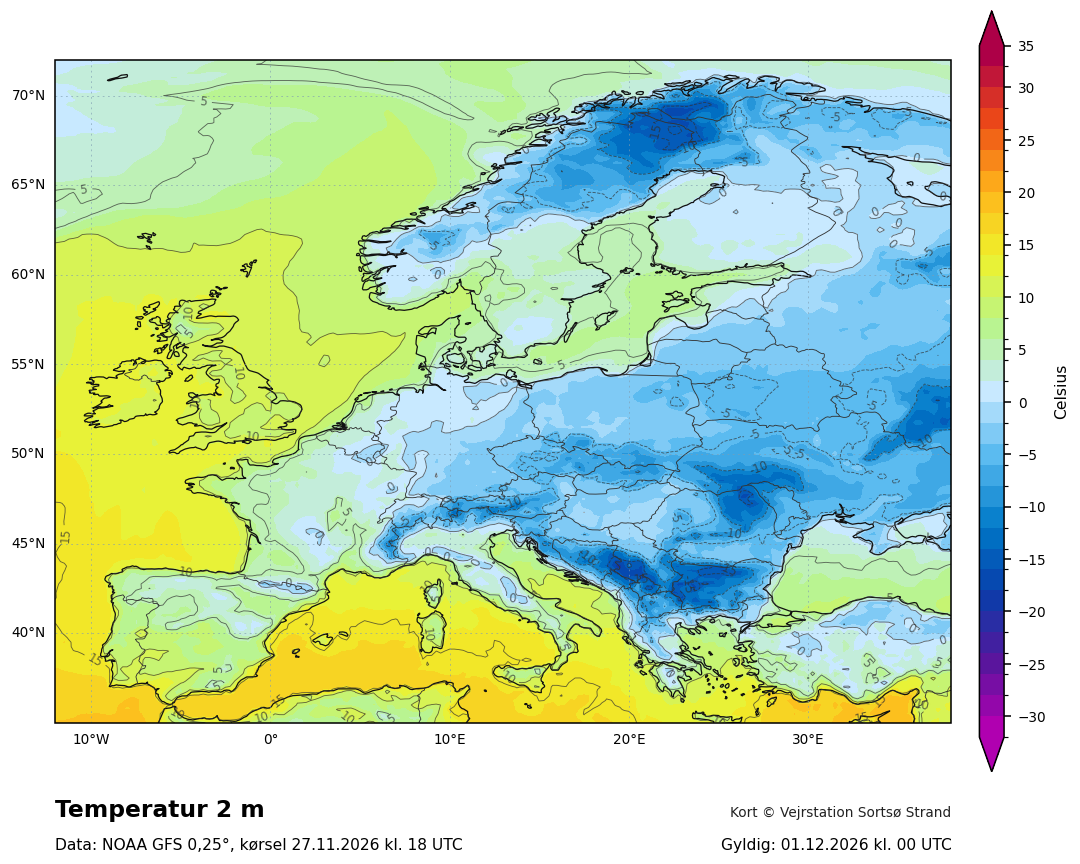 70°N
65°N
60°N
55°N
50°N
45°N
40°N
10°W
0°
10°E
20°E
30°E
35
30
25
20
15
10
5
0
−5
−10
−15
−20
−25
−30
Celsius
Temperatur 2 m
Kort © Vejrstation Sortsø Strand
Data: NOAA GFS 0,25°, kørsel 27.11.2026 kl. 18 UTC
Gyldig: 01.12.2026 kl. 00 UTC